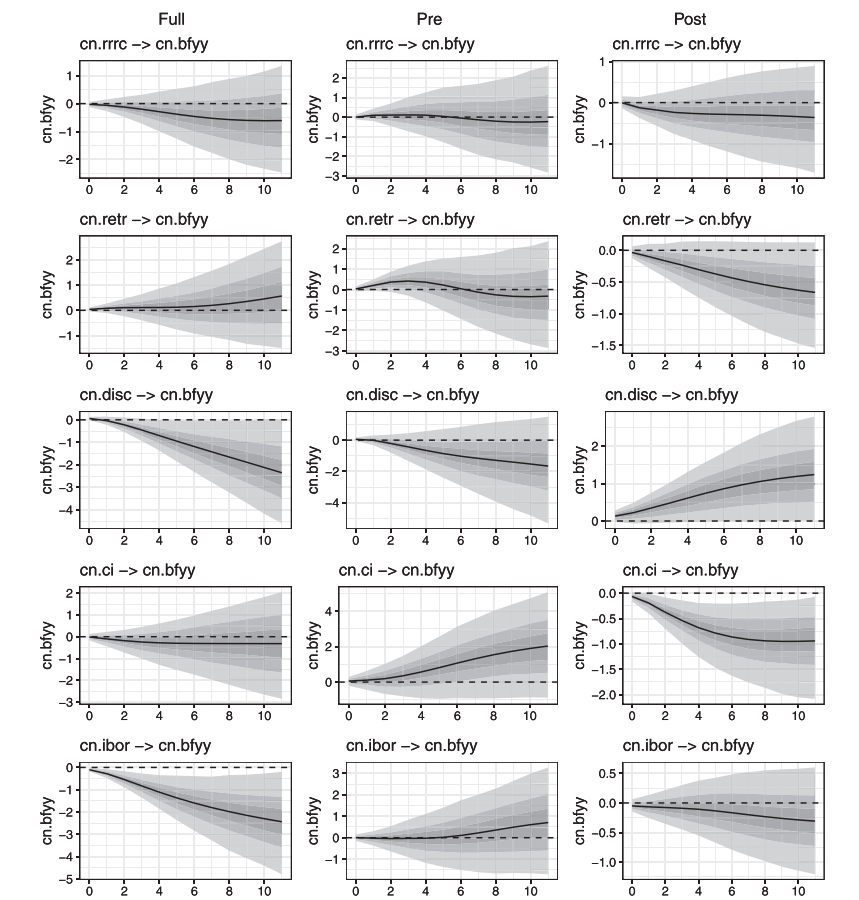 Full Pre Post
cn.rrrc −> cn.bfyy cn.rrrc −> cn.bfyy cn.rrrc −> cn.bfyy
cn.bfyy cn.bfyy cn.bfyy
1 0 −1 −2
2 1 0 −1 −2 −3
1 0 −1
0 2 4 6 8 10 0 2 4 6 8 10 0 2 4 6 8 10
cn.retr −> cn.bfyy cn.retr −> cn.bfyy cn.retr −> cn.bfyy
cn.bfyy cn.bfyy cn.bfyy
2 1 0 −1
2 1 0 −1 −2 −3
0.0 −0.5 −1.0 −1.5
0 2 4 6 8 10 0 2 4 6 8 10 0 2 4 6 8 10
cn.disc −> cn.bfyy cn.disc −> cn.bfyy cn.disc −> cn.bfyy
cn.bfyy cn.bfyy cn.bfyy
0 −1 −2 −3 −4
0 −2 −4
2 1 0
0 2 4 6 8 10 0 2 4 6 8 10 0 2 4 6 8 10
cn.ci −> cn.bfyy cn.ci −> cn.bfyy cn.ci −> cn.bfyy
cn.bfyy cn.bfyy cn.bfyy
2 1 0 −1 −2 −3
4 2 0
0.0 −0.5 −1.0 −1.5 −2.0
0 2 4 6 8 10 0 2 4 6 8 10 0 2 4 6 8 10
cn.ibor −> cn.bfyy cn.ibor −> cn.bfyy cn.ibor −> cn.bfyy
cn.bfyy cn.bfyy cn.bfyy
0 −1 −2 −3 −4 −5
3 2 1 0 −1
0.5 0.0 −0.5 −1.0
0 2 4 6 8 10 0 2 4 6 8 10 0 2 4 6 8 10